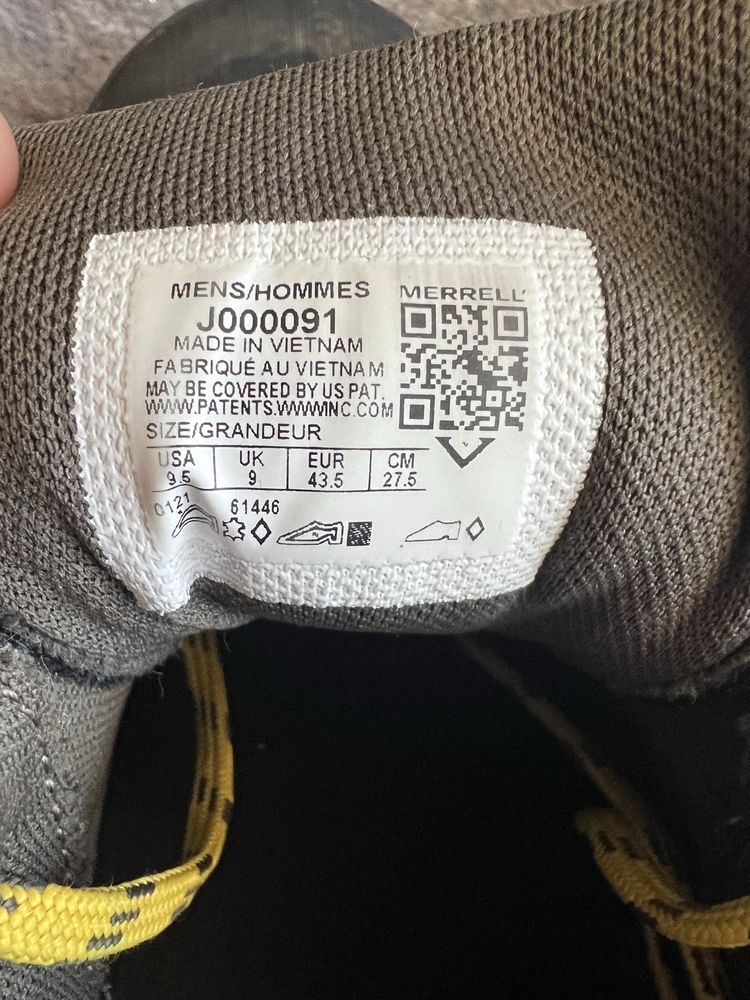 MENS/HOMMES
J000091
MADE IN VIETNAM
FABRIQUÉ AU VIETNAM
MAY BE COVERED BY US PAT.
WWW.PATENTS.WWWINC.COM
SIZE/GRANDEUR
USA UK EUR CM
9.5 9 43.5 27.5
0121 61446
MERRELL